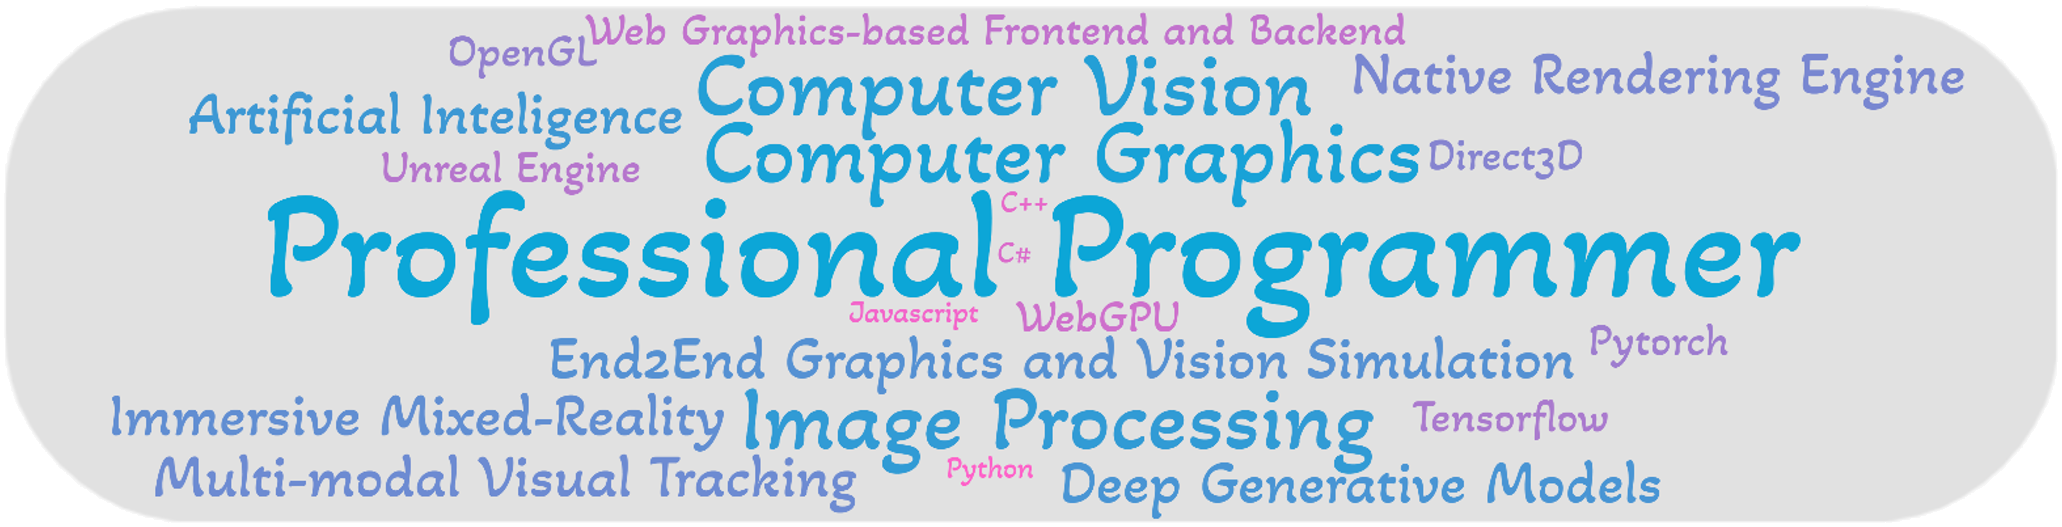 Web Graphics-based Frontend and Backend
OpenGL
Computer Vision
Native Rendering Engine
Artificial Inteligence
Computer Graphics
Direct3D
Unreal Engine
C++
Professional Programmer
C#
Javascript
WebGPU
End2End Graphics and Vision Simulation
Pytorch
Immersive Mixed-Reality
Image Processing
Tensorflow
Multi-modal Visual Tracking
Python
Deep Generative Models